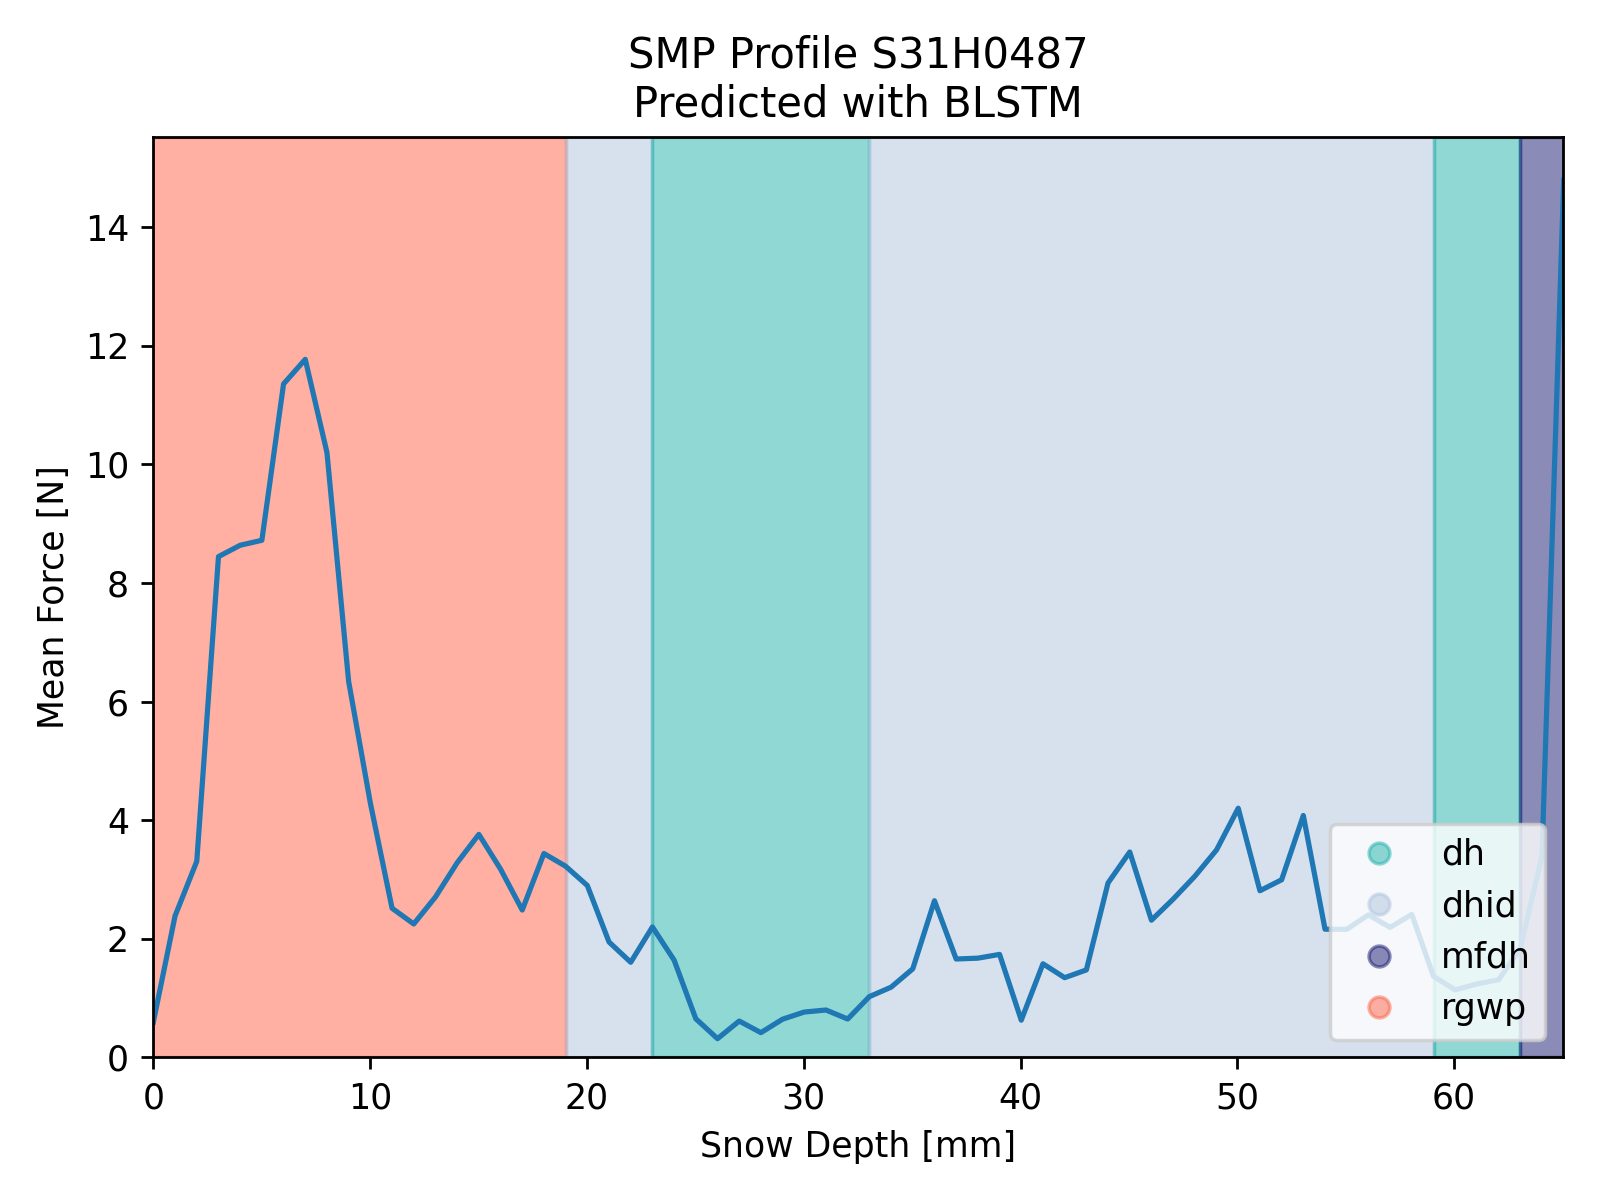 SMP Profile S31H0487
Predicted with BLSTM
Mean Force [N]
14
12
10
8
6
4
2
0
0 10 20 30 40 50 60
Snow Depth [mm]
dh
dhid
mfdh
rgwp